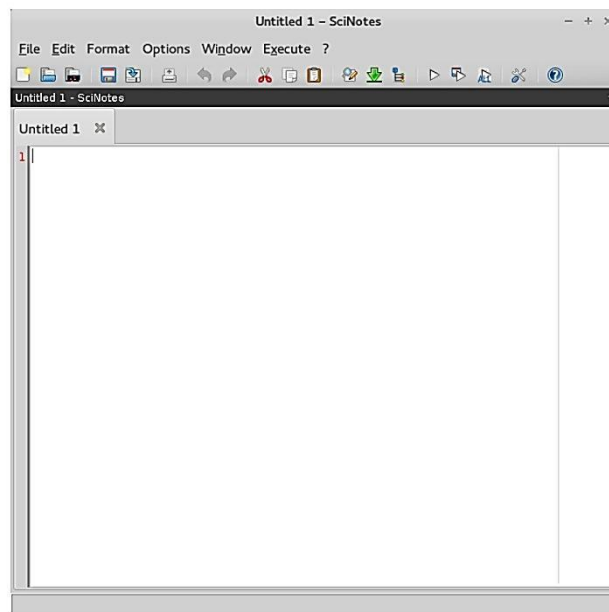 Untitled 1 – SciNotes
File Edit Format Options Window Execute ?
Untitled 1 - SciNotes
Untitled 1
1